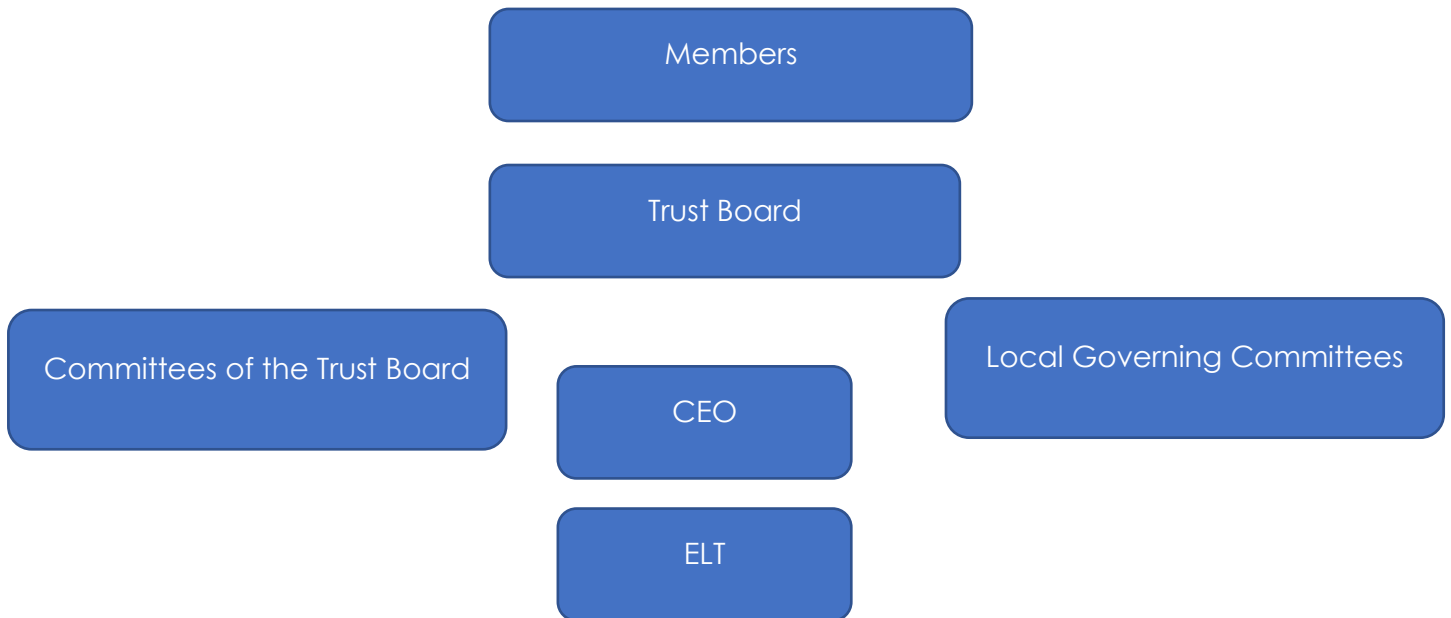 Members
Trust Board
Committees of the Trust Board
Local Governing Committees
CEO
ELT